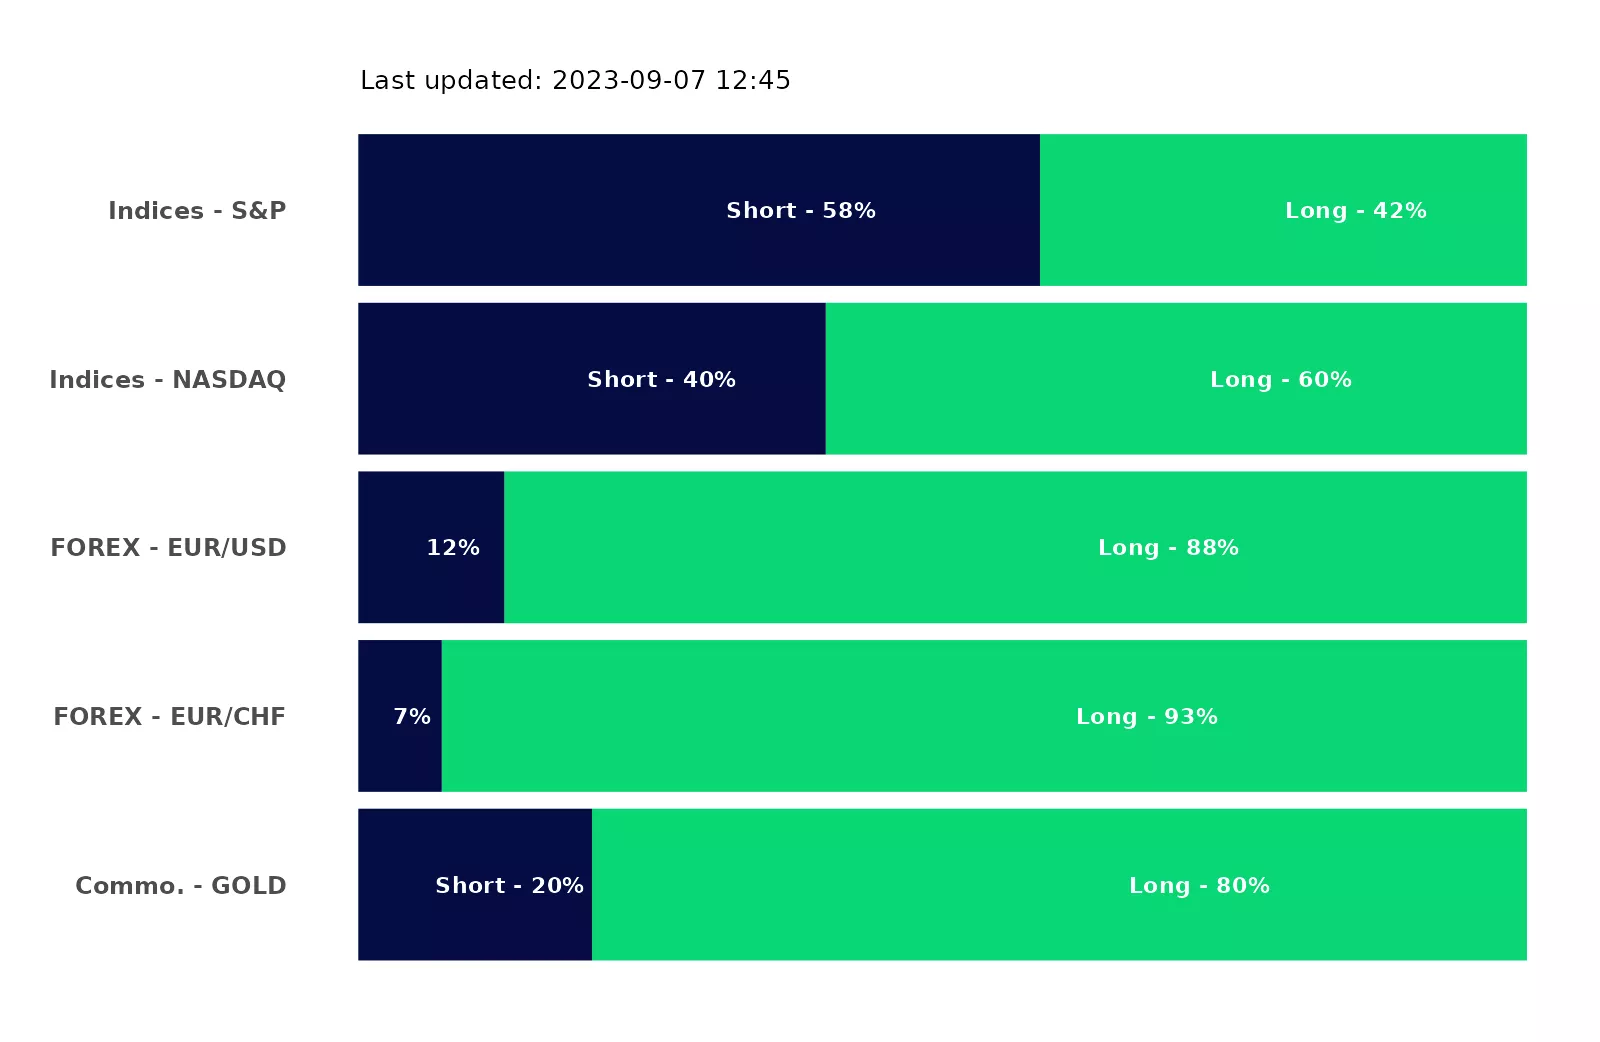 Last updated: 2023-09-07 12:45
Indices - S&P Short - 58% Long - 42%
Indices - NASDAQ Short - 40% Long - 60%
FOREX - EUR/USD 12% Long - 88%
FOREX - EUR/CHF 7% Long - 93%
Commo. - GOLD Short - 20% Long - 80%